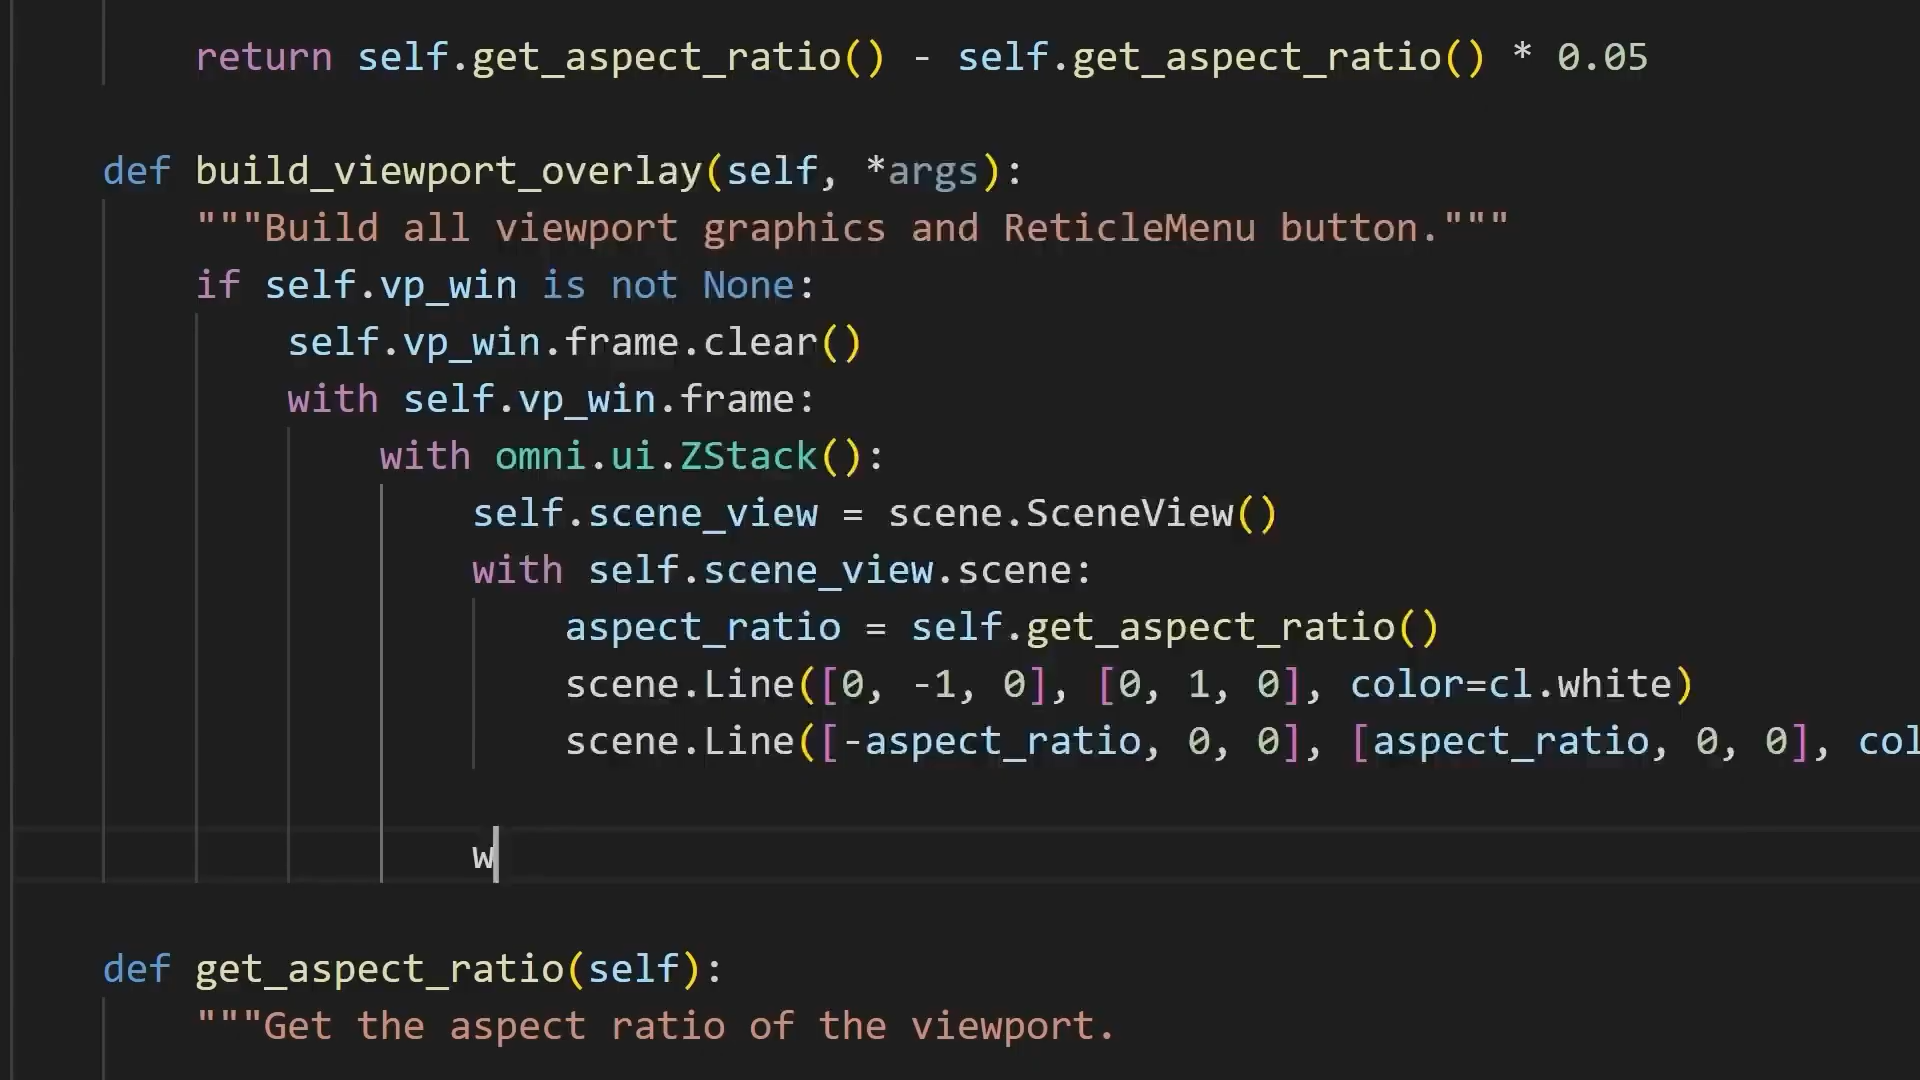 return self.get_aspect_ratio() - self.get_aspect_ratio() * 0.05
def build_viewport_overlay(self, *args):
"""Build all viewport graphics and ReticleMenu button."""
if self.vp_win is not None:
self.vp_win.frame.clear()
with self.vp_win.frame:
with omni.ui.ZStack():
self.scene_view = scene.SceneView()
with self.scene_view.scene:
aspect_ratio = self.get_aspect_ratio()
scene.Line([0, -1, 0], [0, 1, 0], color=cl.white)
scene.Line([-aspect_ratio, 0, 0], [aspect_ratio, 0, 0], col
w
def get_aspect_ratio(self):
"""Get the aspect ratio of the viewport.